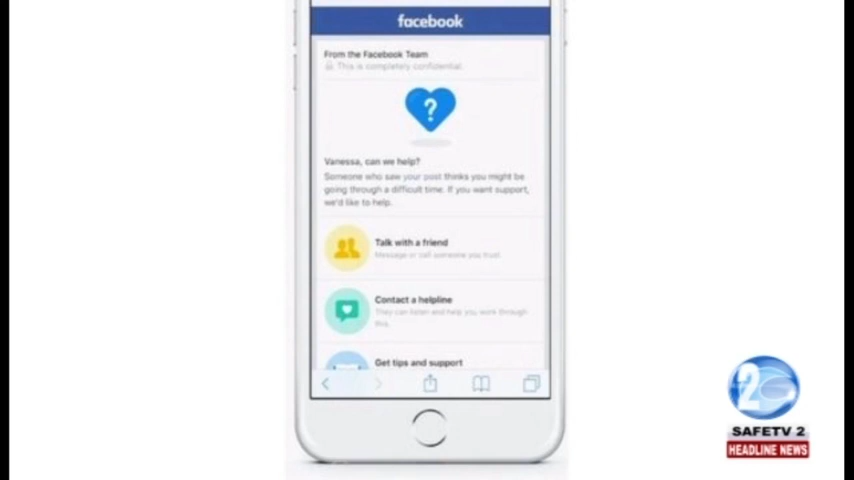 facebook
From the Facebook Team
This is completely confidential.
?
Vanessa, can we help?
Someone who saw your post thinks you might be
going through a difficult time. If you want support,
we'd like to help.
Talk with a friend
Message or call someone you trust.
Contact a helpline
They can listen and help you work through
this.
Get tips and support
2
SAFETV 2
HEADLINE NEWS